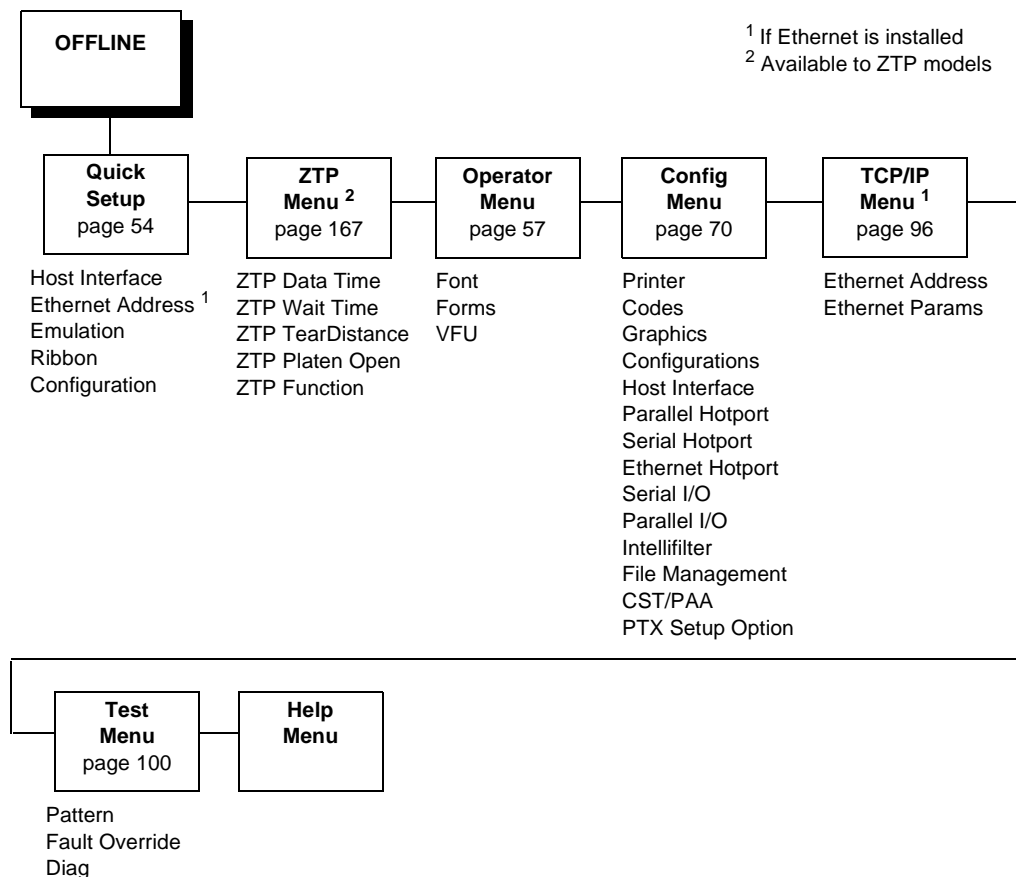 OFFLINE
1 If Ethernet is installed
2 Available to ZTP models
Quick
Setup
page 54
ZTP
Menu 2
page 167
Operator
Menu
page 57
Config
Menu
page 70
TCP/IP
Menu 1
page 96
Host Interface
Ethernet Address 1
Emulation
Ribbon
Configuration
ZTP Data Time
ZTP Wait Time
ZTP TearDistance
ZTP Platen Open
ZTP Function
Font
Forms
VFU
Printer
Codes
Graphics
Configurations
Host Interface
Parallel Hotport
Serial Hotport
Ethernet Hotport
Serial I/O
Parallel I/O
Intellifilter
File Management
CST/PAA
PTX Setup Option
Ethernet Address
Ethernet Params
Test
Menu
page 100
Help
Menu
Pattern
Fault Override
Diag